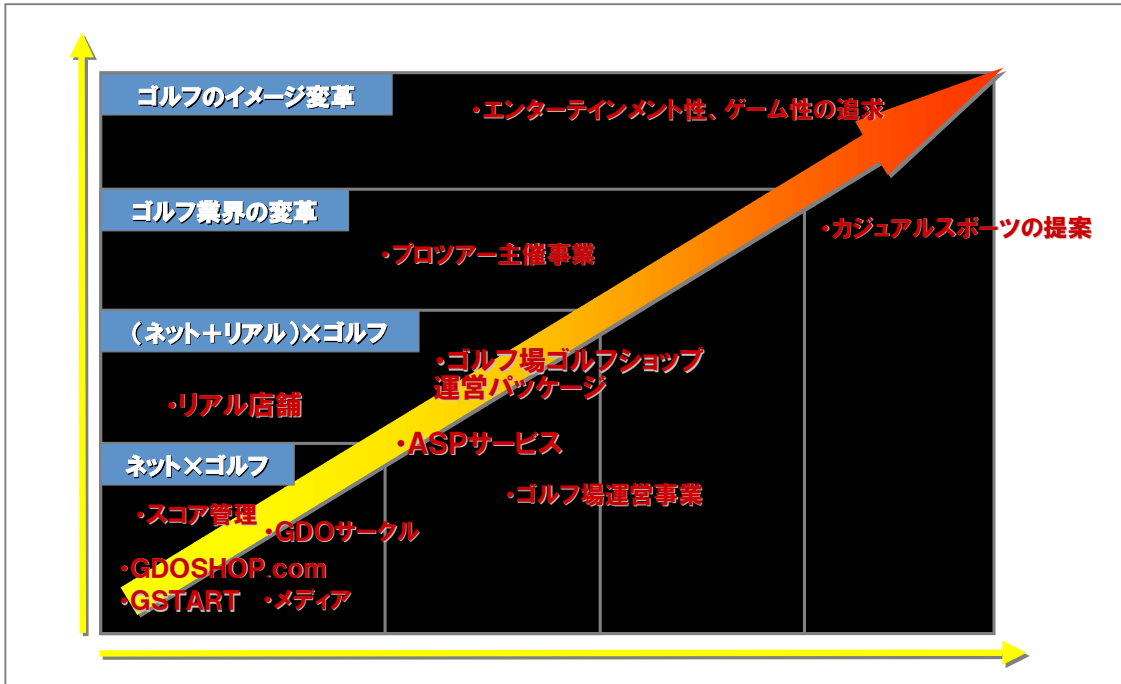 ゴルフのイメージ変革
・エンターテインメント性、ゲーム性の追求
ゴルフ業界の変革
・カジュアルスポーツの提案
・プロツアー主催事業
（ネット＋リアル）×ゴルフ
・ゴルフ場ゴルフショップ
運営パッケージ
・リアル店舗
・ASPサービス
ネット×ゴルフ
・ゴルフ場運営事業
・スコア管理
・GDOサークル
・GDOSHOP.com
・GSTART ・メディア